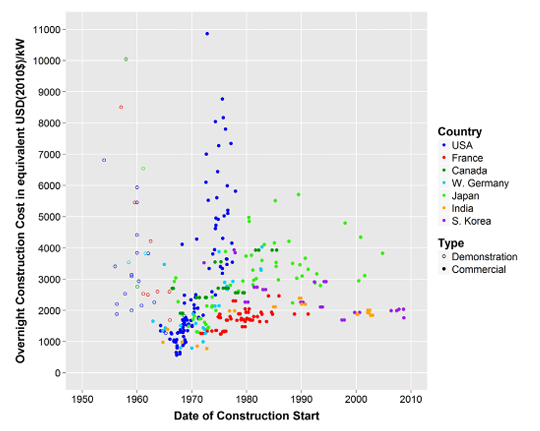 Overnight Construction Cost in equivalent USD(2010$)/kW
11000
10000
9000
8000
7000
6000
5000
4000
3000
2000
1000
0
1950 1960 1970 1980 1990 2000 2010
Date of Construction Start
Country
USA
France
Canada
W. Germany
Japan
India
S. Korea
Type
Demonstration
Commercial